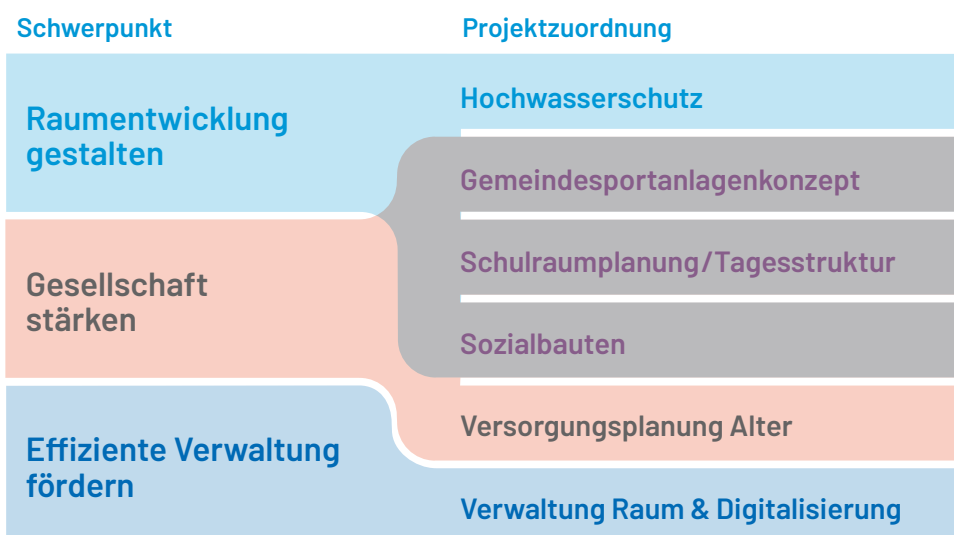 Schwerpunkt
Projektzuordnung
Raumentwicklung
gestalten
Hochwasserschutz
Gemeindesportanlagenkonzept
Gesellschaft
stärken
Schulraumplanung/Tagesstruktur
Sozialbauten
Versorgungsplanung Alter
Effiziente Verwaltung
fördern
Verwaltung Raum & Digitalisierung